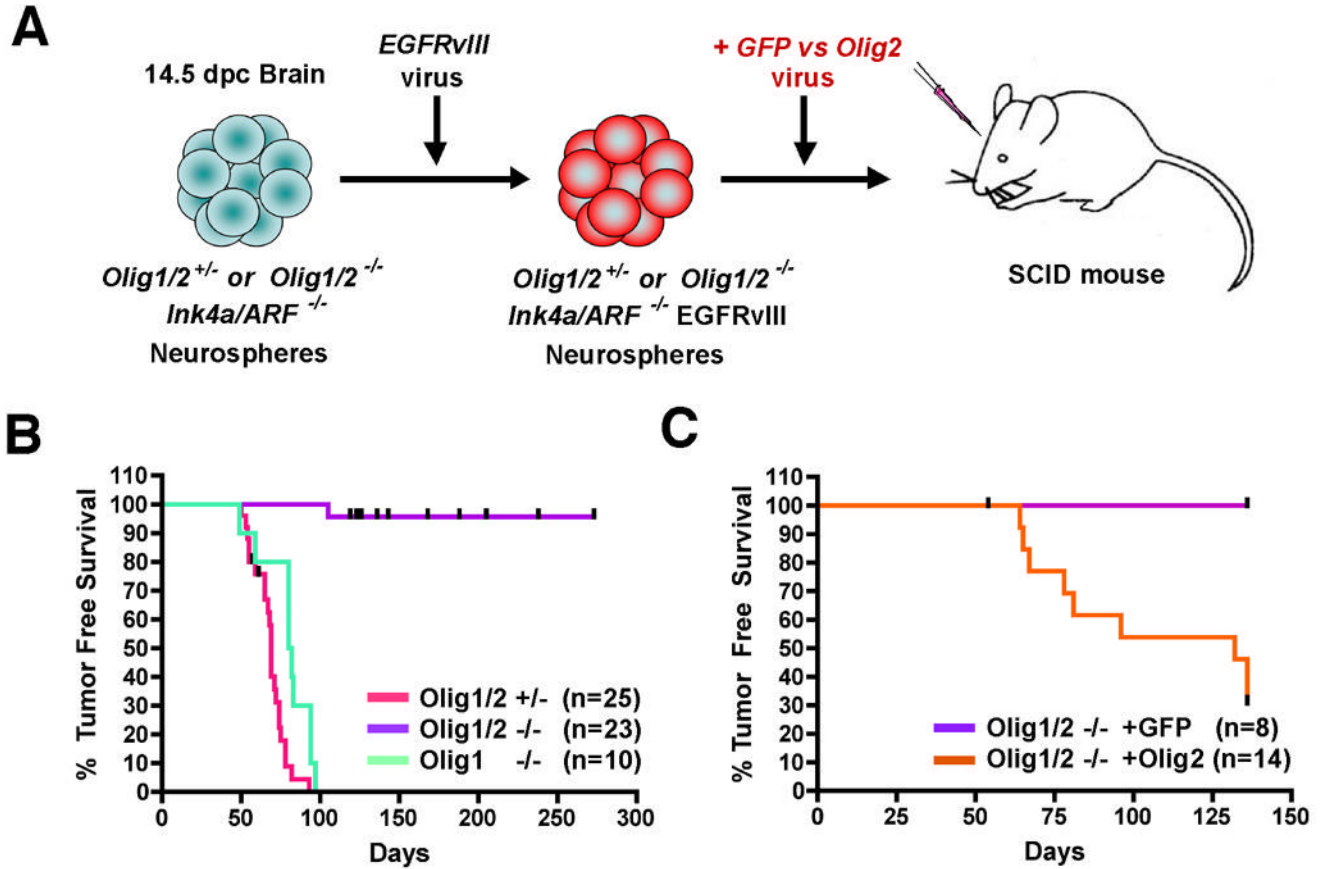 A
14.5 dpc Brain
EGFRvIII
virus
+ GFP vs Olig2
virus
Olig1/2 +/- or Olig1/2 -/-
Ink4a/ARF -/-
Neurospheres
Olig1/2 +/- or Olig1/2 -/-
Ink4a/ARF -/- EGFRvIII
Neurospheres
SCID mouse
B
% Tumor Free Survival
110
100
90
80
70
60
50
40
30
20
10
0
Olig1/2 +/- (n=25)
Olig1/2 -/- (n=23)
Olig1 -/- (n=10)
0 50 100 150 200 250 300
Days
C
% Tumor Free Survival
110
100
90
80
70
60
50
40
30
20
10
0
Olig1/2 -/- +GFP (n=8)
Olig1/2 -/- +Olig2 (n=14)
0 25 50 75 100 125 150
Days